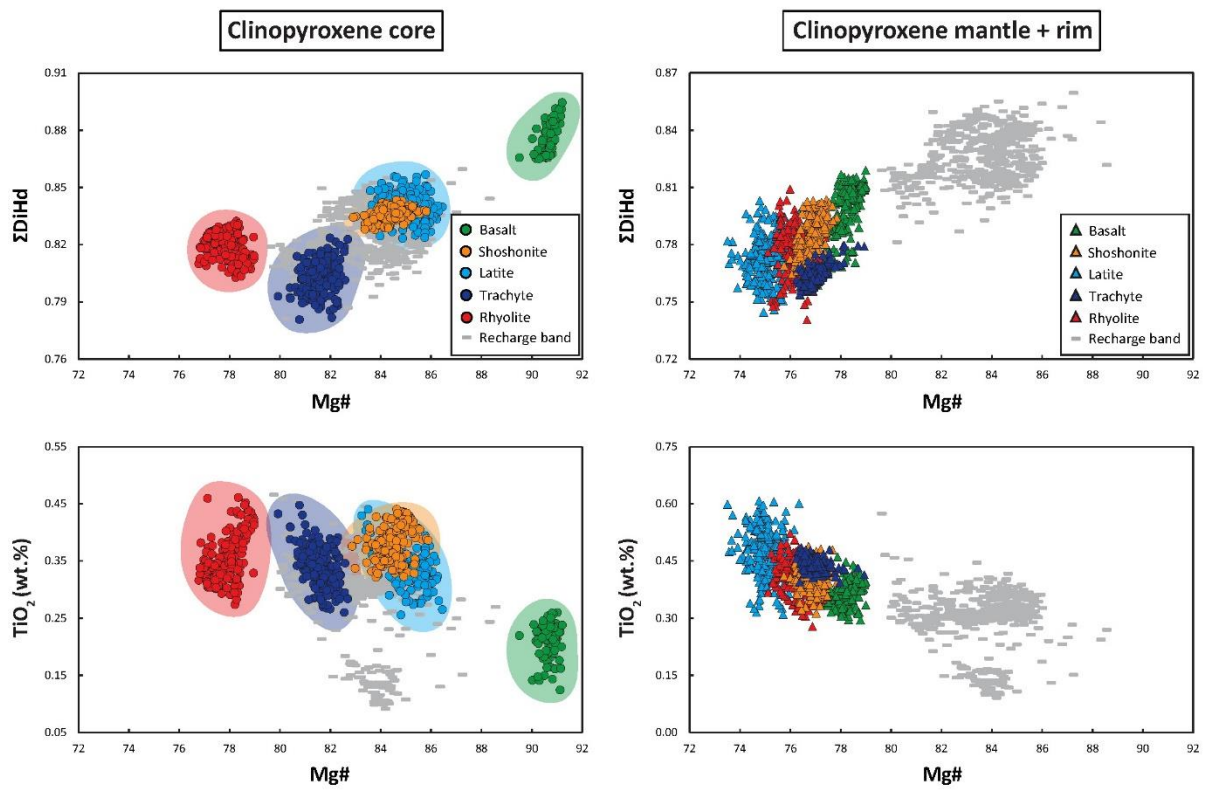 Clinopyroxene core
Clinopyroxene mantle + rim
ΣDiHd
0.91
0.88
0.85
0.82
0.79
0.76
Basalt
Shoshonite
Latite
Trachyte
Rhyolite
Recharge band
72 74 76 78 80 82 84 86 88 90 92
Mg#
ΣDiHd
0.87
0.84
0.81
0.78
0.75
0.72
Basalt
Shoshonite
Latite
Trachyte
Rhyolite
Recharge band
72 74 76 78 80 82 84 86 88 90 92
Mg#
TiO₂ (wt.%)
0.55
0.45
0.35
0.25
0.15
0.05
72 74 76 78 80 82 84 86 88 90 92
Mg#
TiO₂ (wt.%)
0.75
0.60
0.45
0.30
0.15
0.00
72 74 76 78 80 82 84 86 88 90 92
Mg#